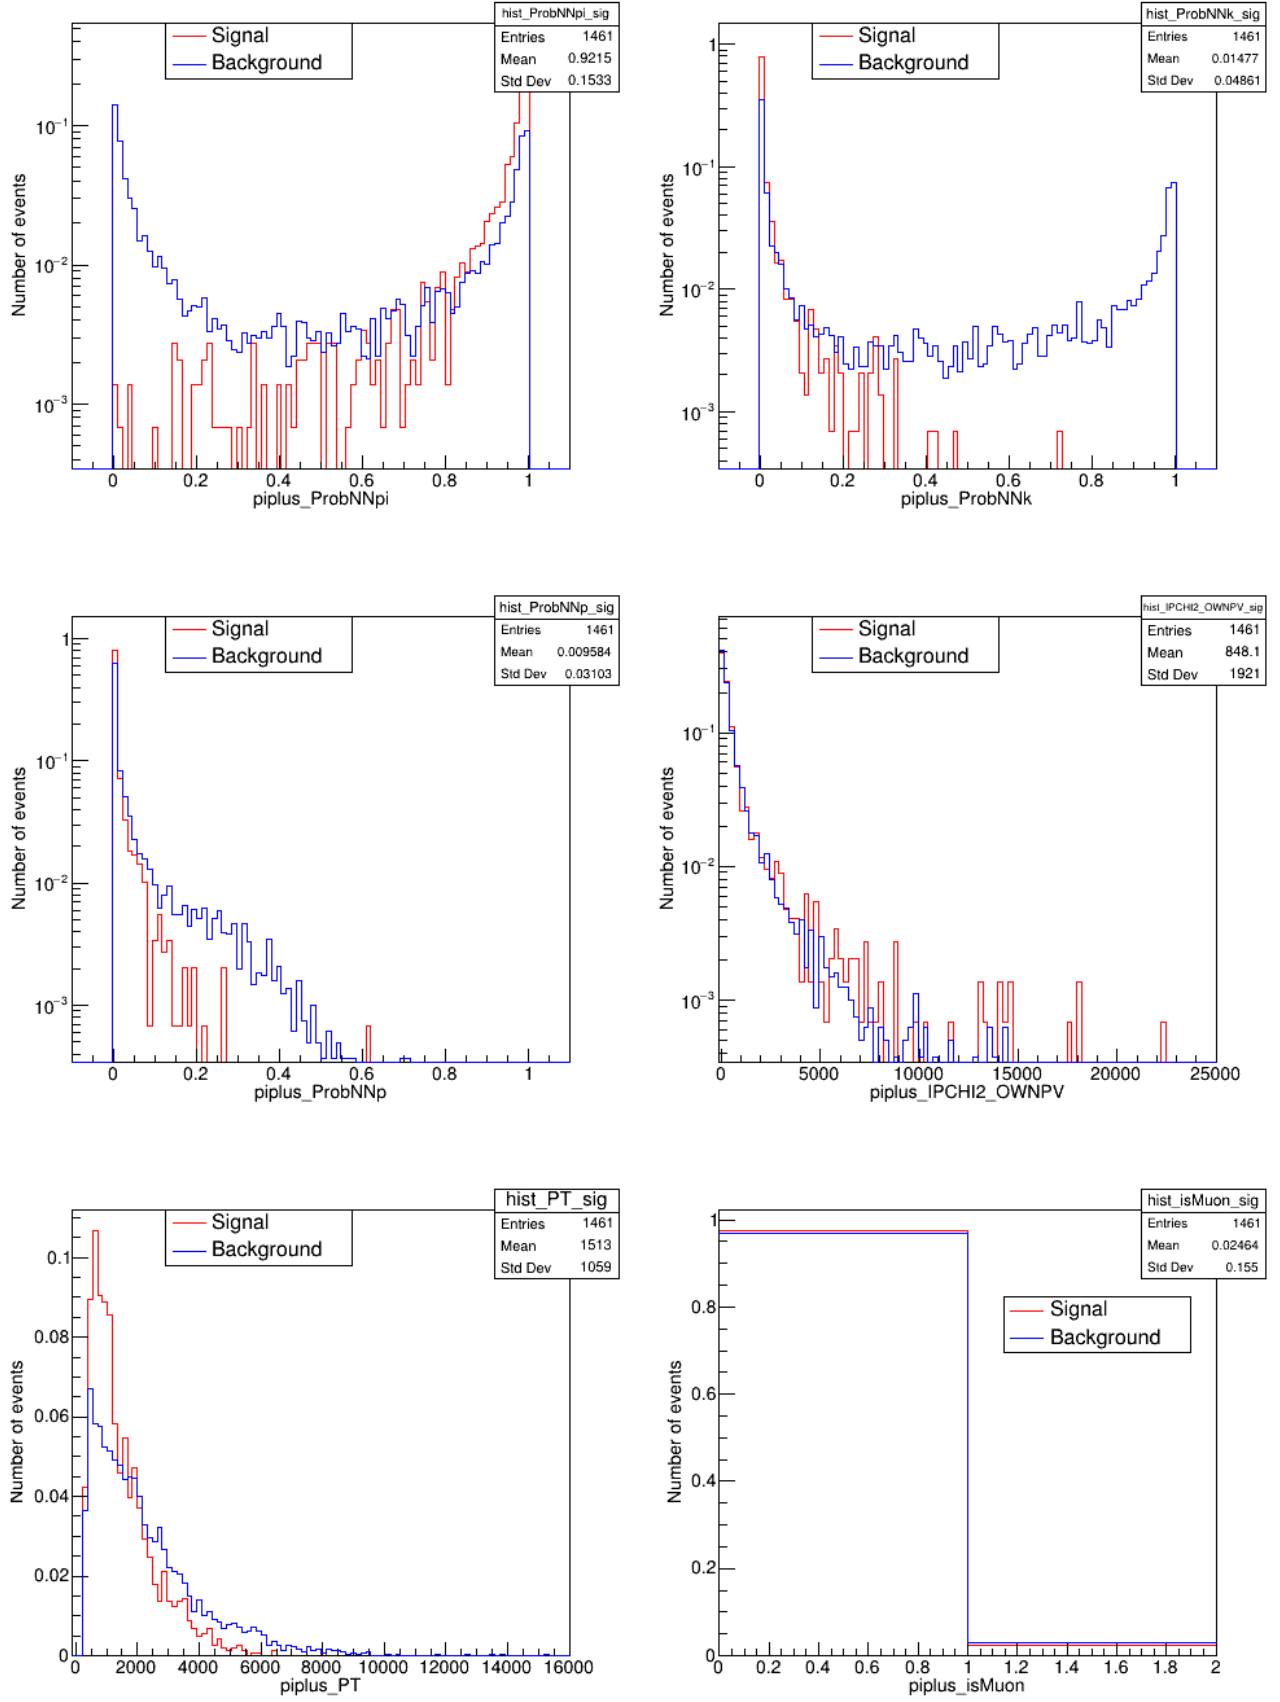 hist_ProbNNpi_sig
Entries 1461
Mean 0.9215
Std Dev 0.1533
Signal
Background
10⁻¹
10⁻²
10⁻³
Number of events
0 0.2 0.4 0.6 0.8 1
piplus_ProbNNpi
hist_ProbNNk_sig
Entries 1461
Mean 0.01477
Std Dev 0.04861
Signal
Background
1
10⁻¹
10⁻²
10⁻³
Number of events
0 0.2 0.4 0.6 0.8 1
piplus_ProbNNk
hist_ProbNNp_sig
Entries 1461
Mean 0.009584
Std Dev 0.03103
Signal
Background
1
10⁻¹
10⁻²
10⁻³
Number of events
0 0.2 0.4 0.6 0.8 1
piplus_ProbNNp
hist_IPCHI2_OWNPV_sig
Entries 1461
Mean 848.1
Std Dev 1921
Signal
Background
10⁻¹
10⁻²
10⁻³
Number of events
0 5000 10000 15000 20000 25000
piplus_IPCHI2_OWNPV
hist_PT_sig
Entries 1461
Mean 1513
Std Dev 1059
Signal
Background
0.1
0.08
0.06
0.04
0.02
0
Number of events
0 2000 4000 6000 8000 10000 12000 14000 16000
piplus_PT
hist_isMuon_sig
Entries 1461
Mean 0.02464
Std Dev 0.155
Signal
Background
1
0.8
0.6
0.4
0.2
0
Number of events
0 0.2 0.4 0.6 0.8 1 1.2 1.4 1.6 1.8 2
piplus_isMuon